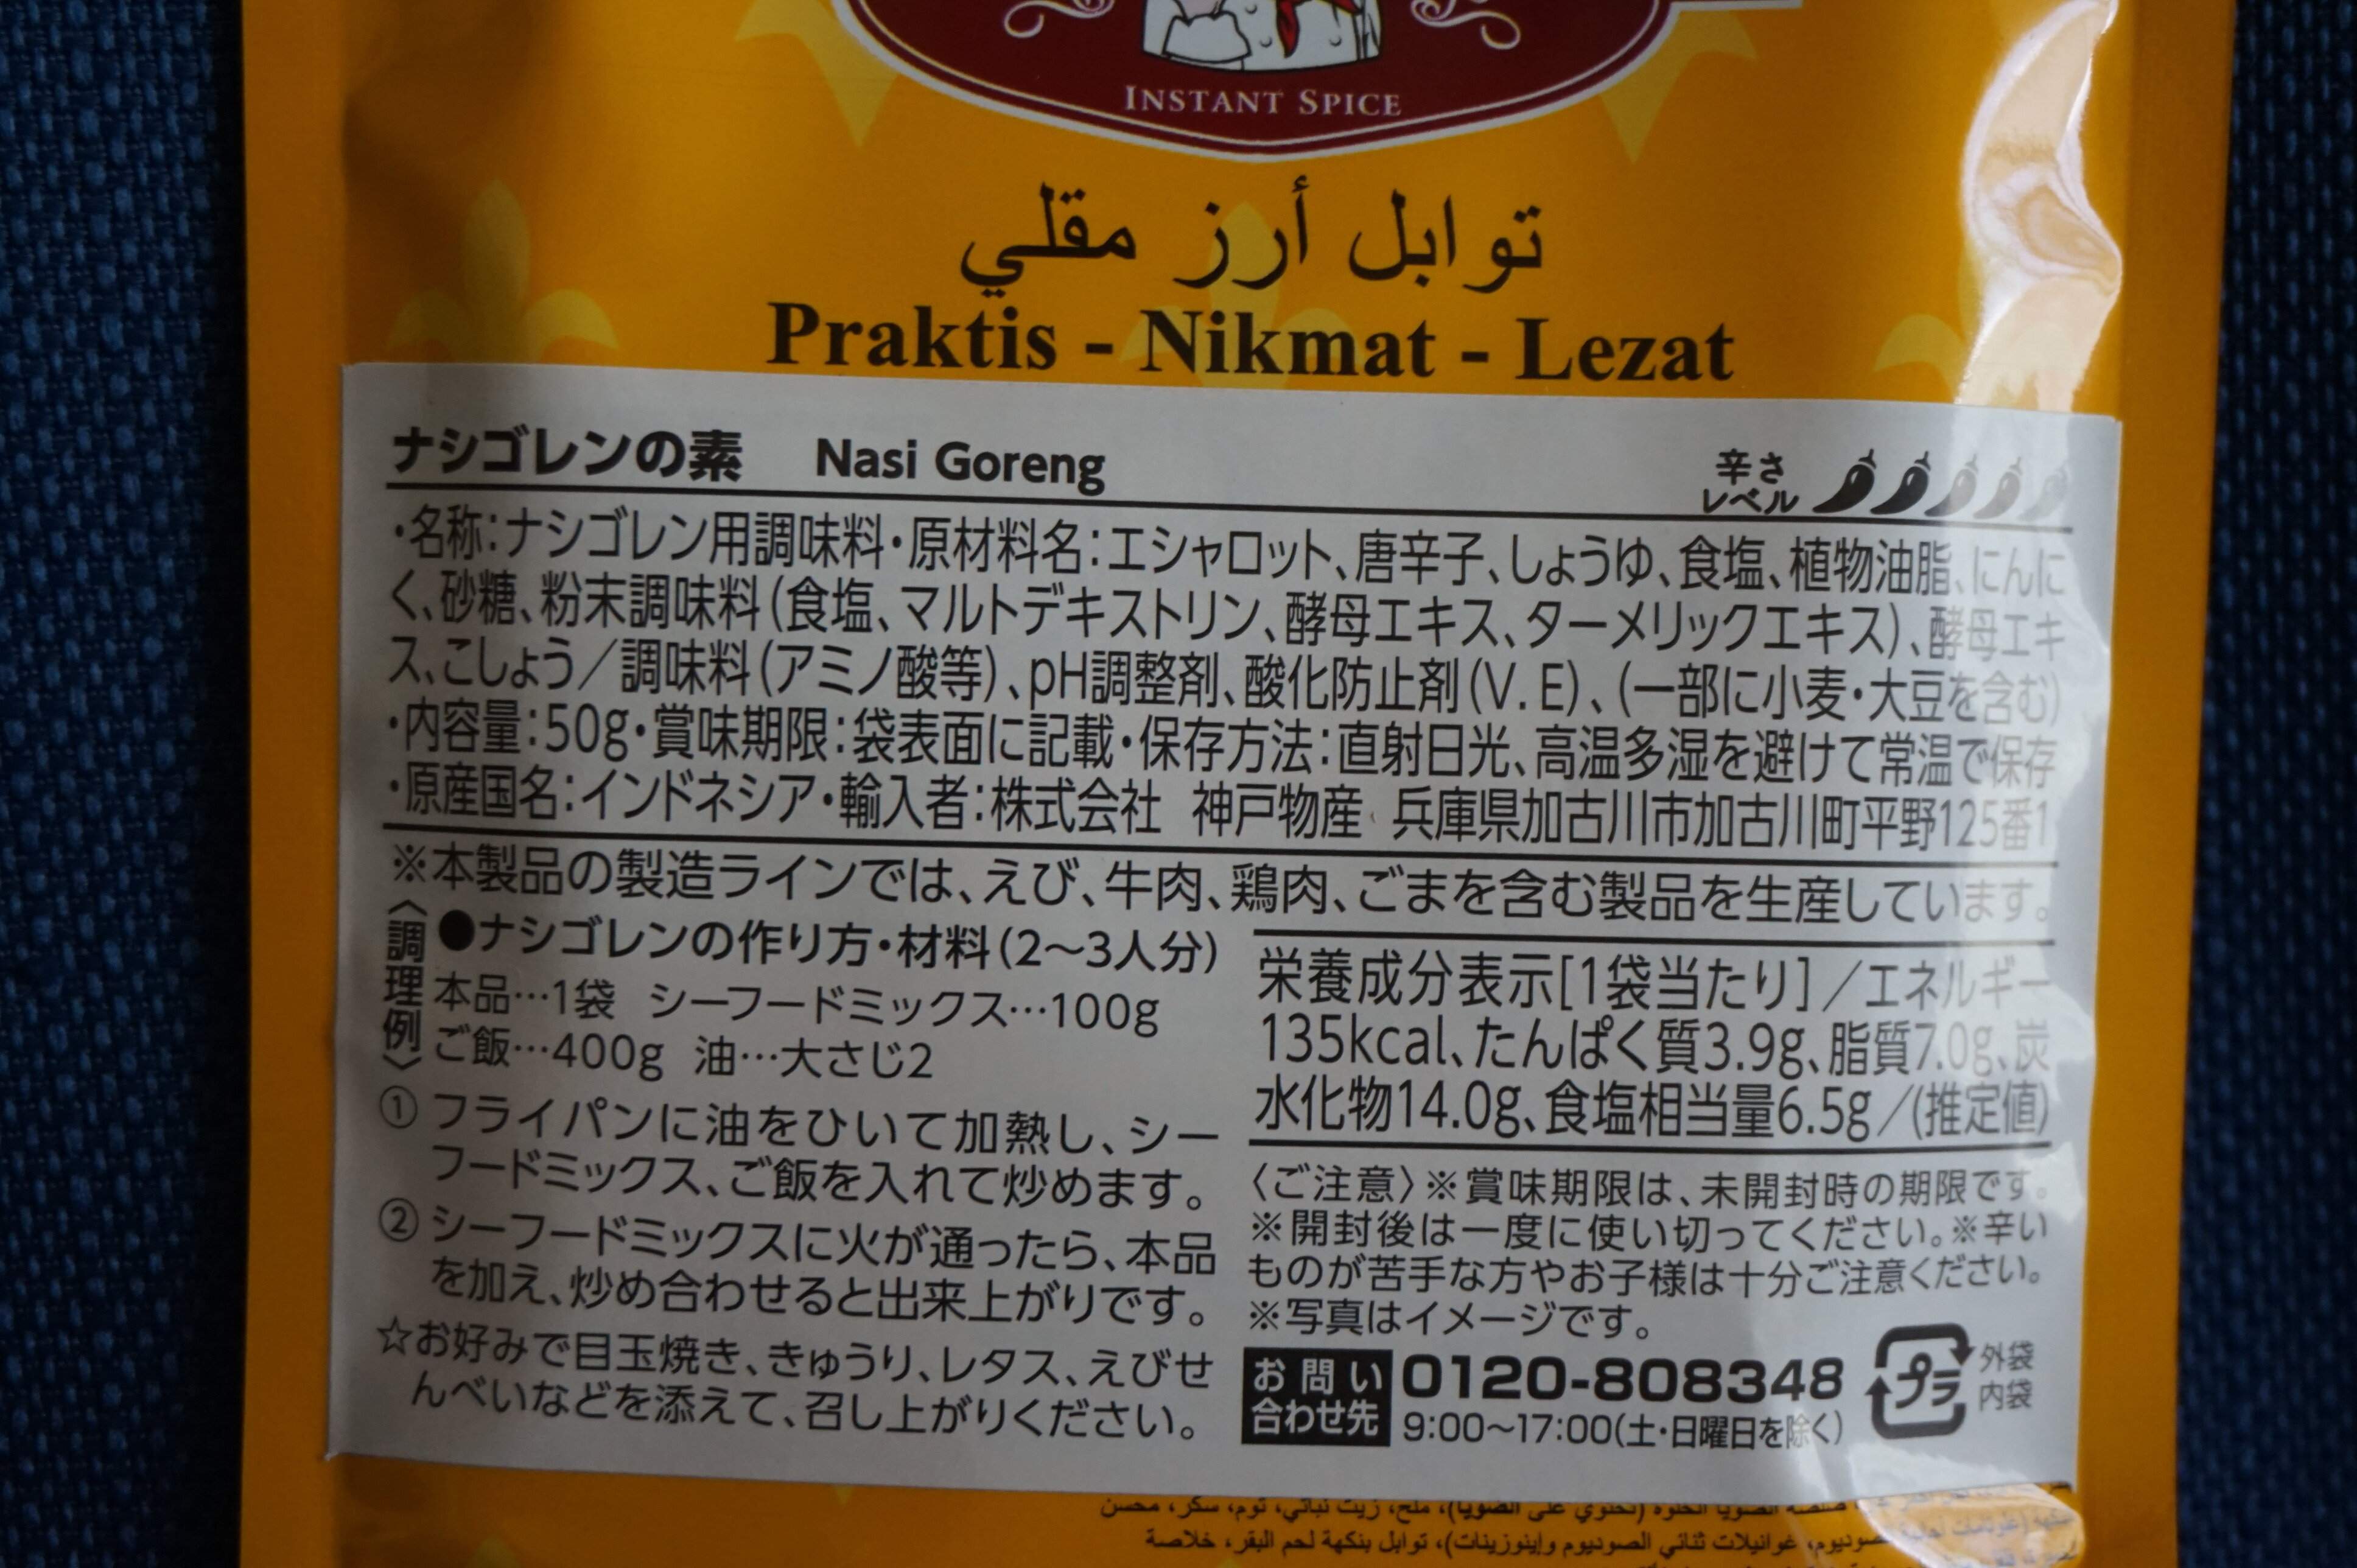 INSTANT SPICE
توابل أرز مقلي
Praktis - Nikmat - Lezat
ナシゴレンの素 Nasi Goreng
辛さ
レベル
・名称:ナシゴレン用調味料・原材料名:エシャロット、唐辛子、しょうゆ、食塩、植物油脂、にんに
く、砂糖、粉末調味料(食塩、マルトデキストリン、酵母エキス、ターメリックエキス)、酵母エキ
ス、こしょう/調味料(アミノ酸等)、pH調整剤、酸化防止剤(V.E)、(一部に小麦・大豆を含む)
・内容量:50g・賞味期限:袋表面に記載・保存方法:直射日光、高温多湿を避けて常温で保存
・原産国名:インドネシア・輸入者:株式会社 神戸物産 兵庫県加古川市加古川町平野125番1
※本製品の製造ラインでは、えび、牛肉、鶏肉、ごまを含む製品を生産しています。
〈調理例〉
●ナシゴレンの作り方・材料(2〜3人分)
本品…1袋 シーフードミックス…100g
ご飯…400g 油…大さじ2
① フライパンに油をひいて加熱し、シー
フードミックス、ご飯を入れて炒めます。
② シーフードミックスに火が通ったら、本品
を加え、炒め合わせると出来上がりです。
☆お好みで目玉焼き、きゅうり、レタス、えびせ
んべいなどを添えて、召し上がりください。
栄養成分表示[1袋当たり]/エネルギー
135kcal、たんぱく質3.9g、脂質7.0g、炭
水化物14.0g、食塩相当量6.5g/(推定値)
〈ご注意〉※賞味期限は、未開封時の期限です。
※開封後は一度に使い切ってください。※辛い
ものが苦手な方やお子様は十分ご注意ください。
※写真はイメージです。
お問い
合わせ先
0120-808348
9:00〜17:00(土・日曜日を除く)
プラ
外袋
内袋
صلصة الصويا الحلوة (تحتوي على الصويا)، ملح، زيت نباتي، ثوم، سكر، محسن
غوانيلات ثنائي الصوديوم وإينوزينات)، توابل بنكهة لحم البقر، خلاصة